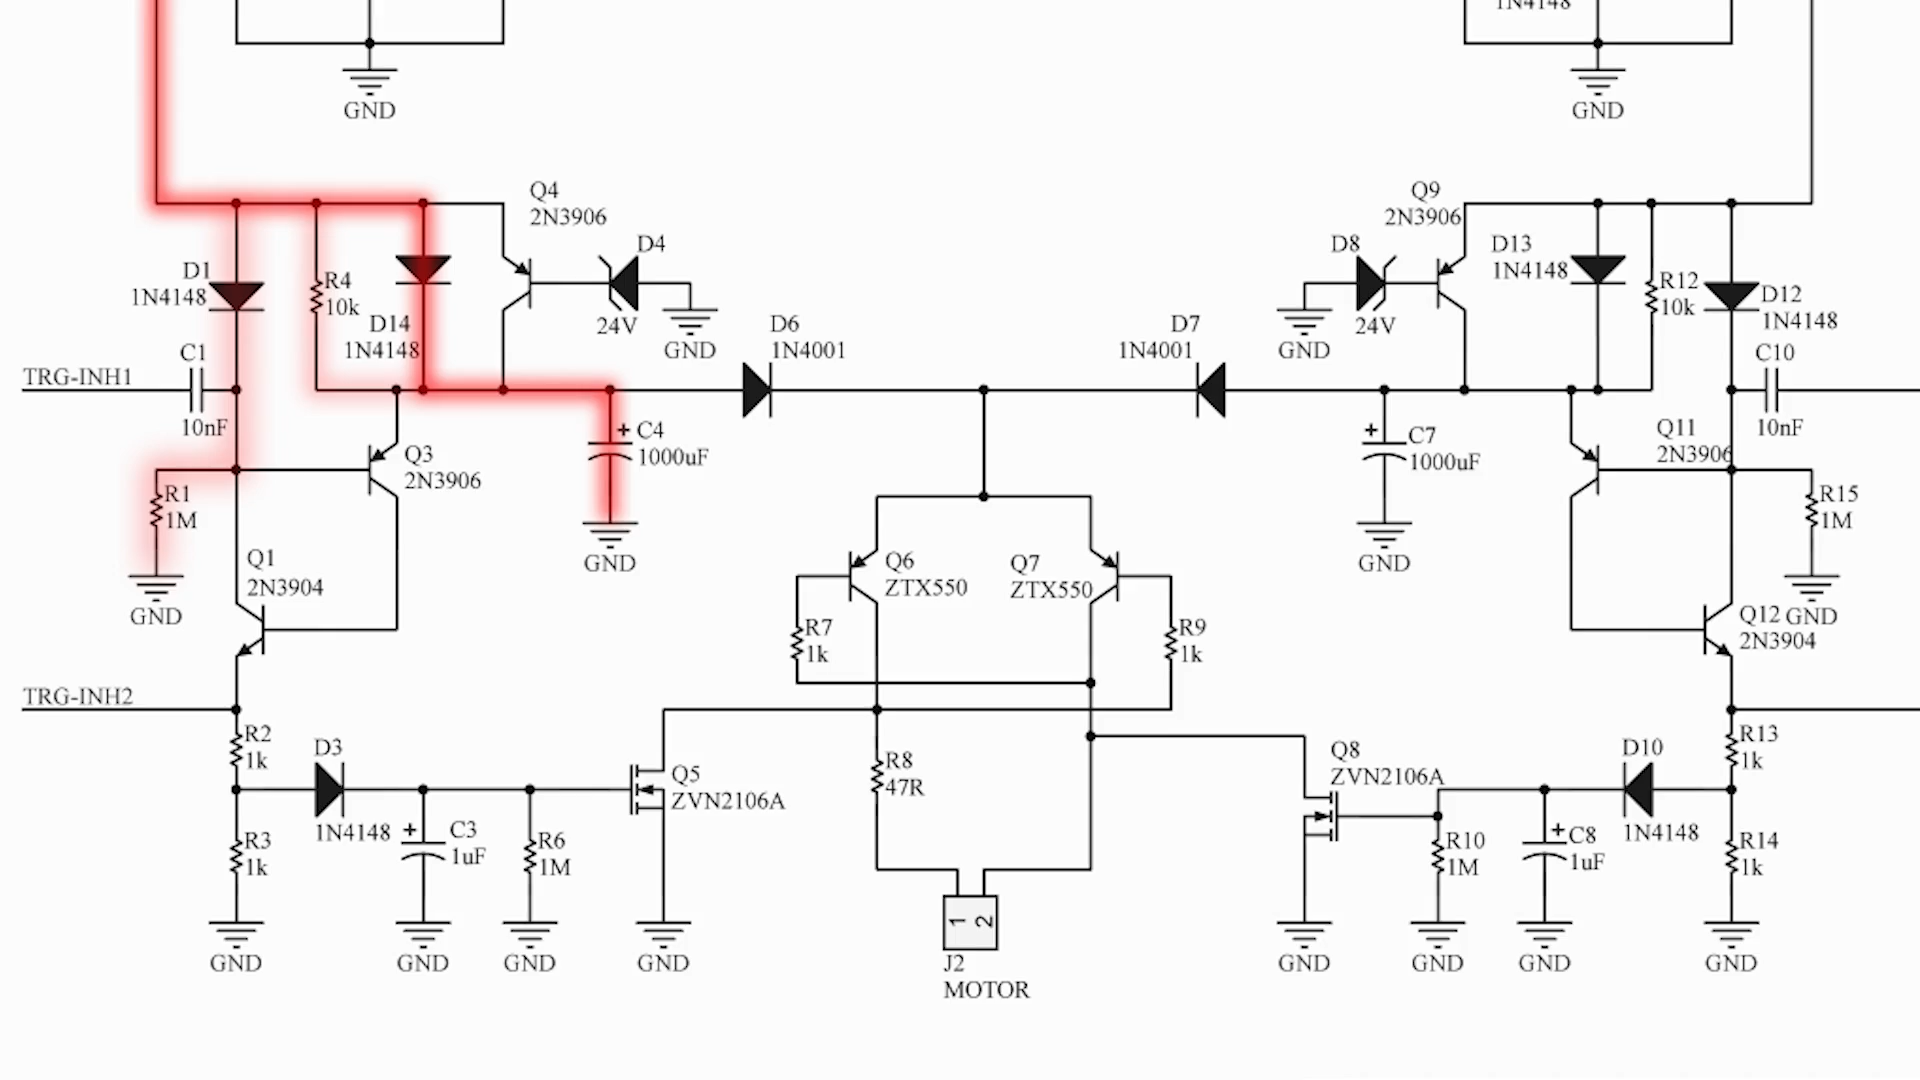 1N4148
GND
GND
Q4
2N3906
Q9
2N3906
D4
24V
GND
D8
24V
GND
D13
1N4148
R12
10k
D12
1N4148
D1
1N4148
R4
10k
D14
1N4148
D6
1N4001
D7
1N4001
TRG-INH1
C1
10nF
C10
10nF
Q3
2N3906
C4
1000uF
GND
C7
1000uF
GND
Q11
2N3906
R1
1M
GND
R15
1M
GND
Q1
2N3904
Q6
ZTX550
Q7
ZTX550
Q12
2N3904
R7
1k
R9
1k
TRG-INH2
R2
1k
D3
1N4148
Q5
ZVN2106A
R8
47R
Q8
ZVN2106A
D10
1N4148
R13
1k
R3
1k
C3
1uF
R6
1M
R10
1M
C8
1uF
R14
1k
GND
GND
GND
GND
1
2
J2
MOTOR
GND
GND
GND
GND